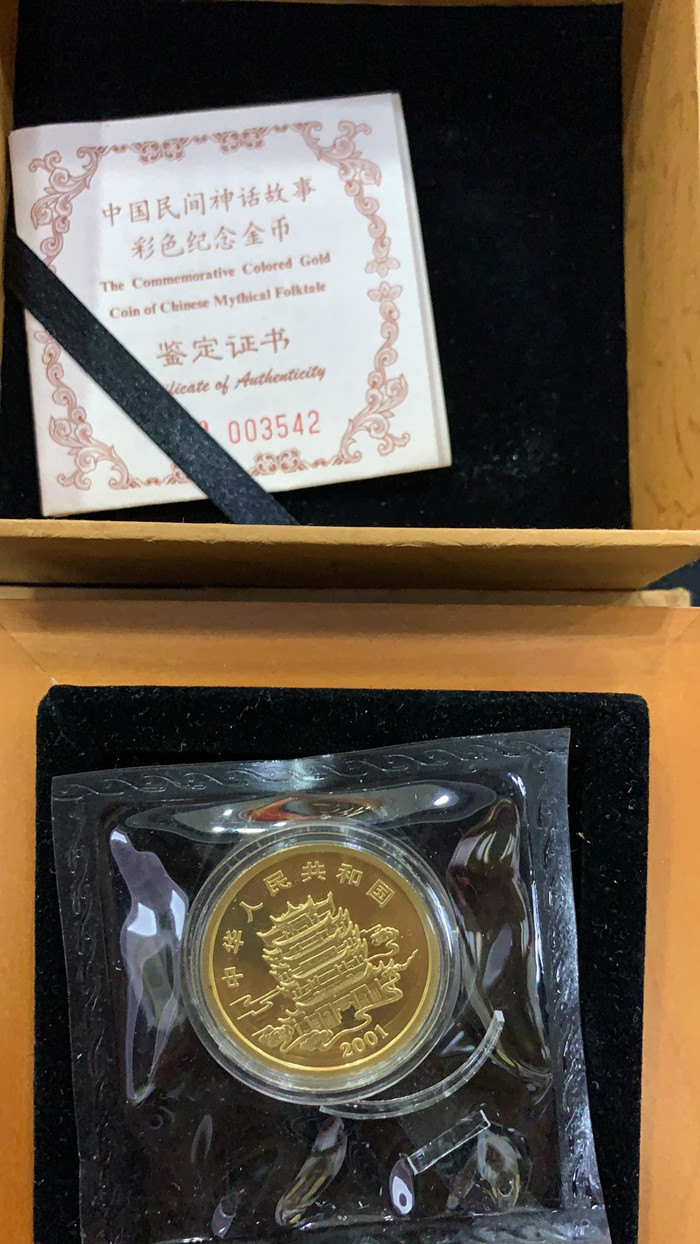 中国民间神话故事
彩色纪念金币
The Commemorative Colored Gold
Coin of Chinese Mythical Folktale
鉴定证书
of Authenticity
003542
中华人民共和国
2001